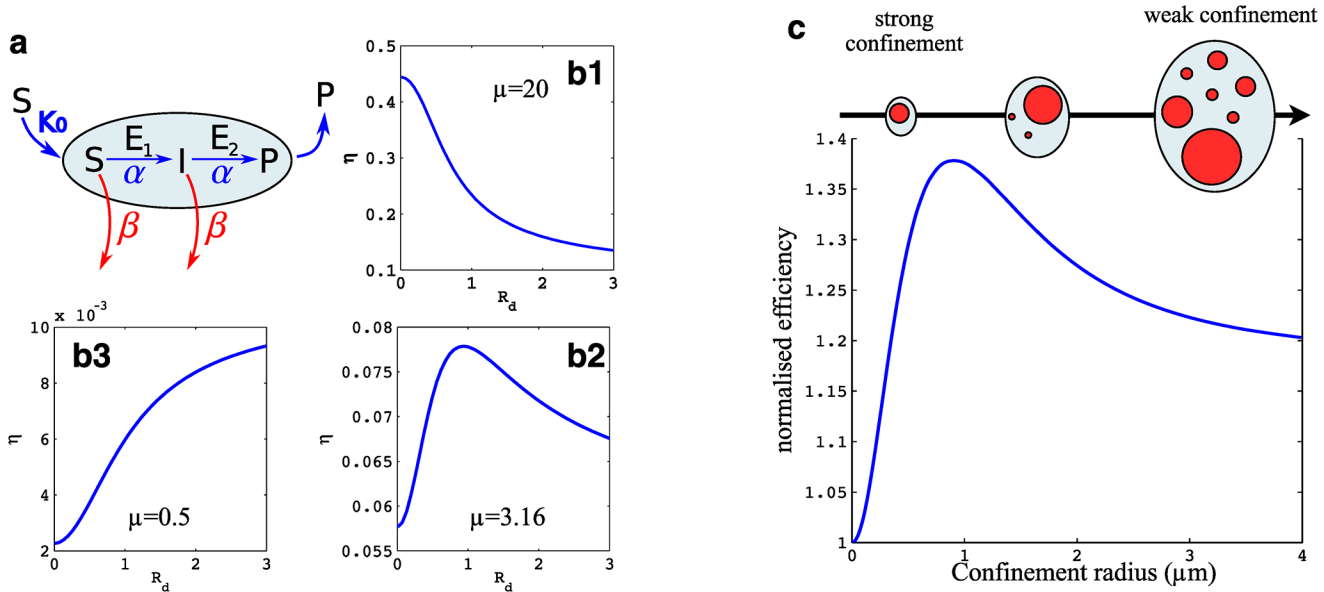 a
S
K0
E1
E2
S
I
P
α
α
β
β
P
b1
μ=20
0.5
0.4
0.3
0.2
0.1
η
0
1
2
3
Rd
b3
x 10^-3
10
8
6
4
2
η
μ=0.5
0
1
2
3
Rd
b2
0.08
0.075
0.07
0.065
0.06
0.055
η
μ=3.16
0
1
2
3
Rd
c
strong
confinement
weak confinement
normalised efficiency
1.4
1.35
1.3
1.25
1.2
1.15
1.1
1.05
1
0
1
2
3
4
Confinement radius (μm)